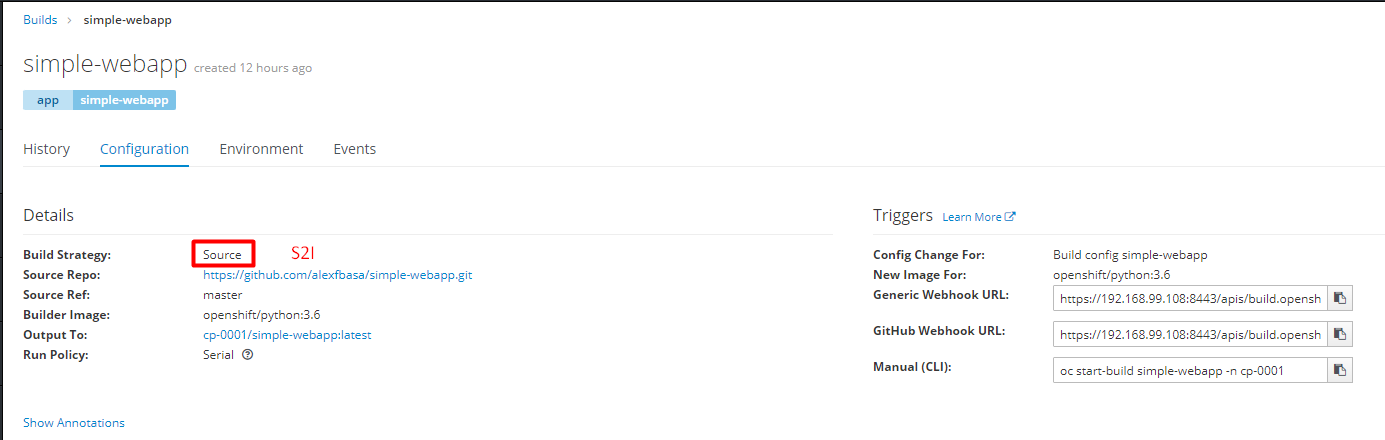 Builds > simple-webapp
simple-webapp created 12 hours ago
app simple-webapp
History Configuration Environment Events
Details
Build Strategy: Source S2I
Source Repo: https://github.com/alexfbasa/simple-webapp.git
Source Ref: master
Builder Image: openshift/python:3.6
Output To: cp-0001/simple-webapp:latest
Run Policy: Serial
Show Annotations
Triggers Learn More
Config Change For: Build config simple-webapp
New Image For: openshift/python:3.6
Generic Webhook URL: https://192.168.99.108:8443/apis/build.opensh
GitHub Webhook URL: https://192.168.99.108:8443/apis/build.opensh
Manual (CLI): oc start-build simple-webapp -n cp-0001